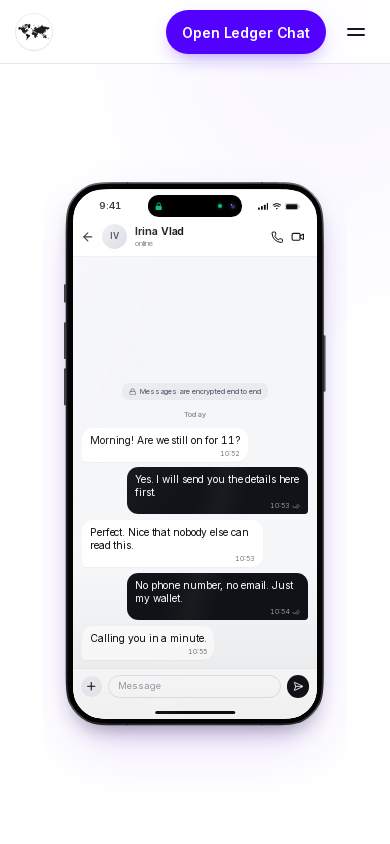 Open Ledger Chat
9:41
IV
Irina Vlad
online
Messages are encrypted end to end
Today
Morning! Are we still on for 11?
10:52
Yes. I will send you the details here
first.
10:53
Perfect. Nice that nobody else can
read this.
10:53
No phone number, no email. Just
my wallet.
10:54
Calling you in a minute.
10:55
Message